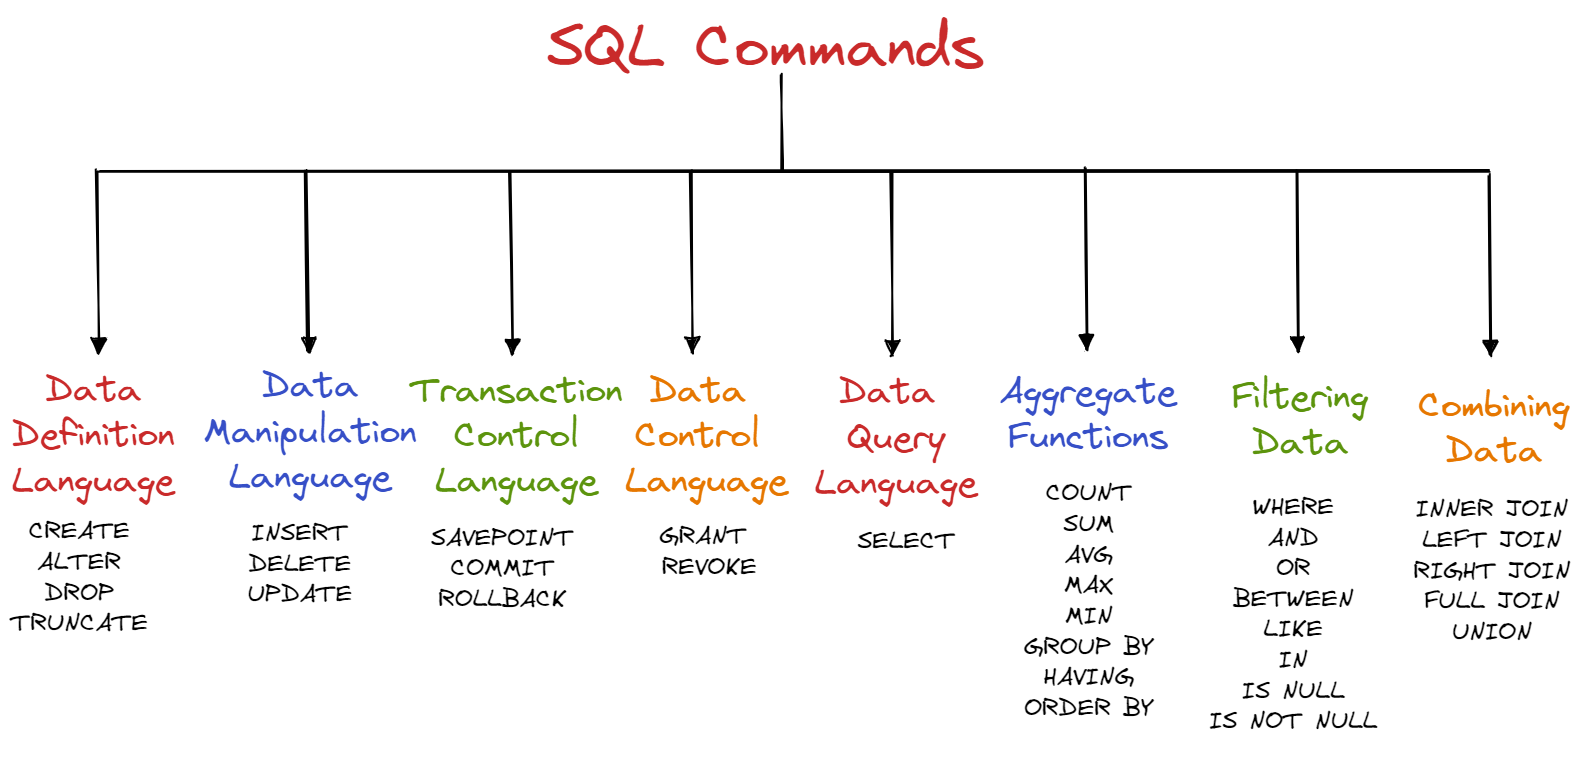 SQL Commands
Data
Definition
Language
CREATE
ALTER
DROP
TRUNCATE
Data
Manipulation
Language
INSERT
DELETE
UPDATE
Transaction
Control
Language
SAVEPOINT
COMMIT
ROLLBACK
Data
Control
Language
GRANT
REVOKE
Data
Query
Language
SELECT
Aggregate
Functions
COUNT
SUM
AVG
MAX
MIN
GROUP BY
HAVING
ORDER BY
Filtering
Data
WHERE
AND
OR
BETWEEN
LIKE
IN
IS NULL
IS NOT NULL
Combining
Data
INNER JOIN
LEFT JOIN
RIGHT JOIN
FULL JOIN
UNION